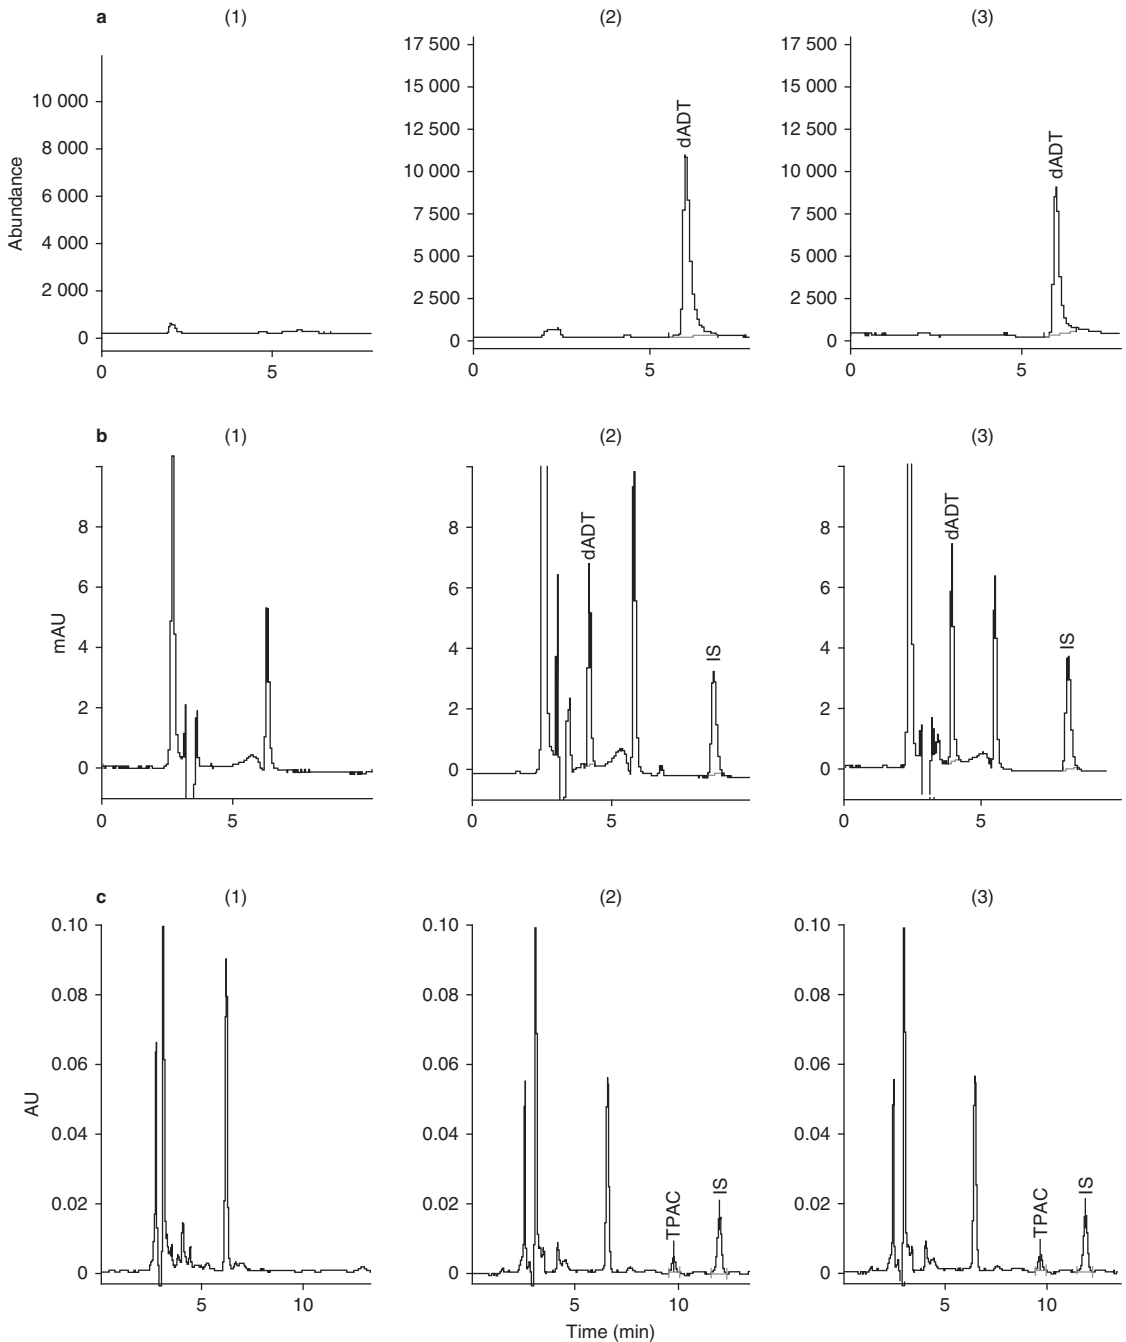 a (1) (2) (3)
17 500 17 500
15 000 15 000
10 000 12 500 12 500
8 000 10 000 10 000
6 000 7 500 7 500
4 000 5 000 5 000
2 000 2 500 2 500
0 0 0
Abundance
dADT
dADT
0 5 0 5 0 5
b (1) (2) (3)
8 8 8
6 6 6
4 4 4
2 2 2
0 0 0
mAU
dADT
IS
dADT
IS
0 5 0 5 0 5
c (1) (2) (3)
0.10 0.10 0.10
0.08 0.08 0.08
0.06 0.06 0.06
0.04 0.04 0.04
0.02 0.02 0.02
0 0 0
AU
TPAC
IS
TPAC
IS
5 10 5 10 5 10
Time (min)